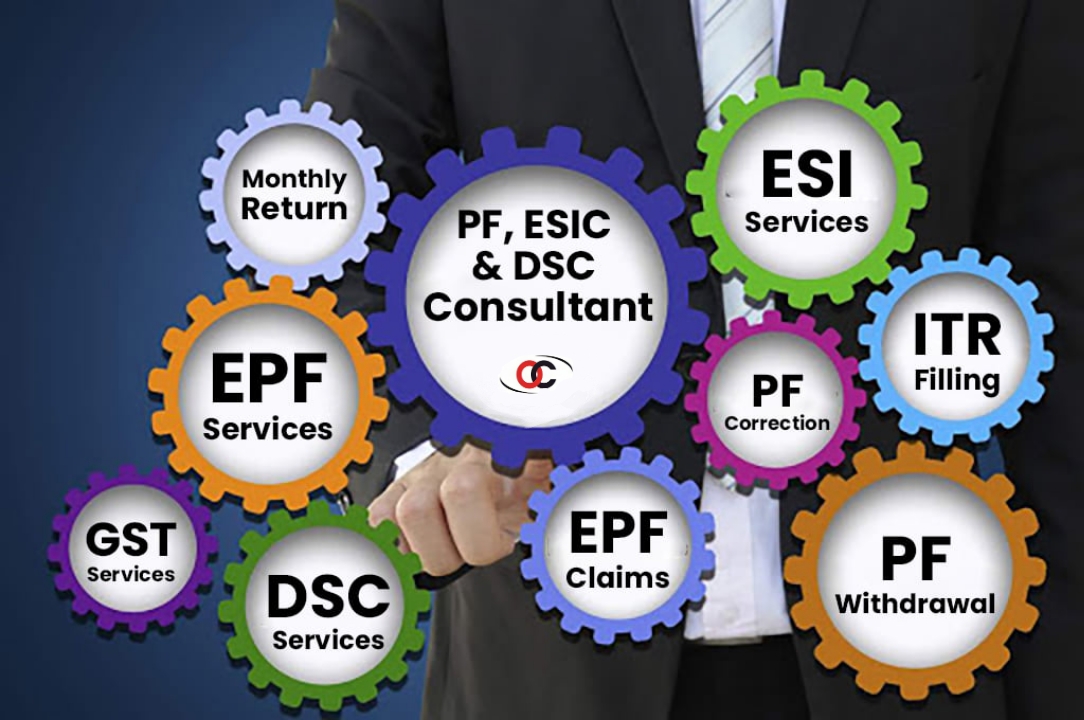 Monthly
Return
PF, ESIC
& DSC
Consultant
OC
ESI
Services
EPF
Services
PF
Correction
ITR
Filling
GST
Services
DSC
Services
EPF
Claims
PF
Withdrawal